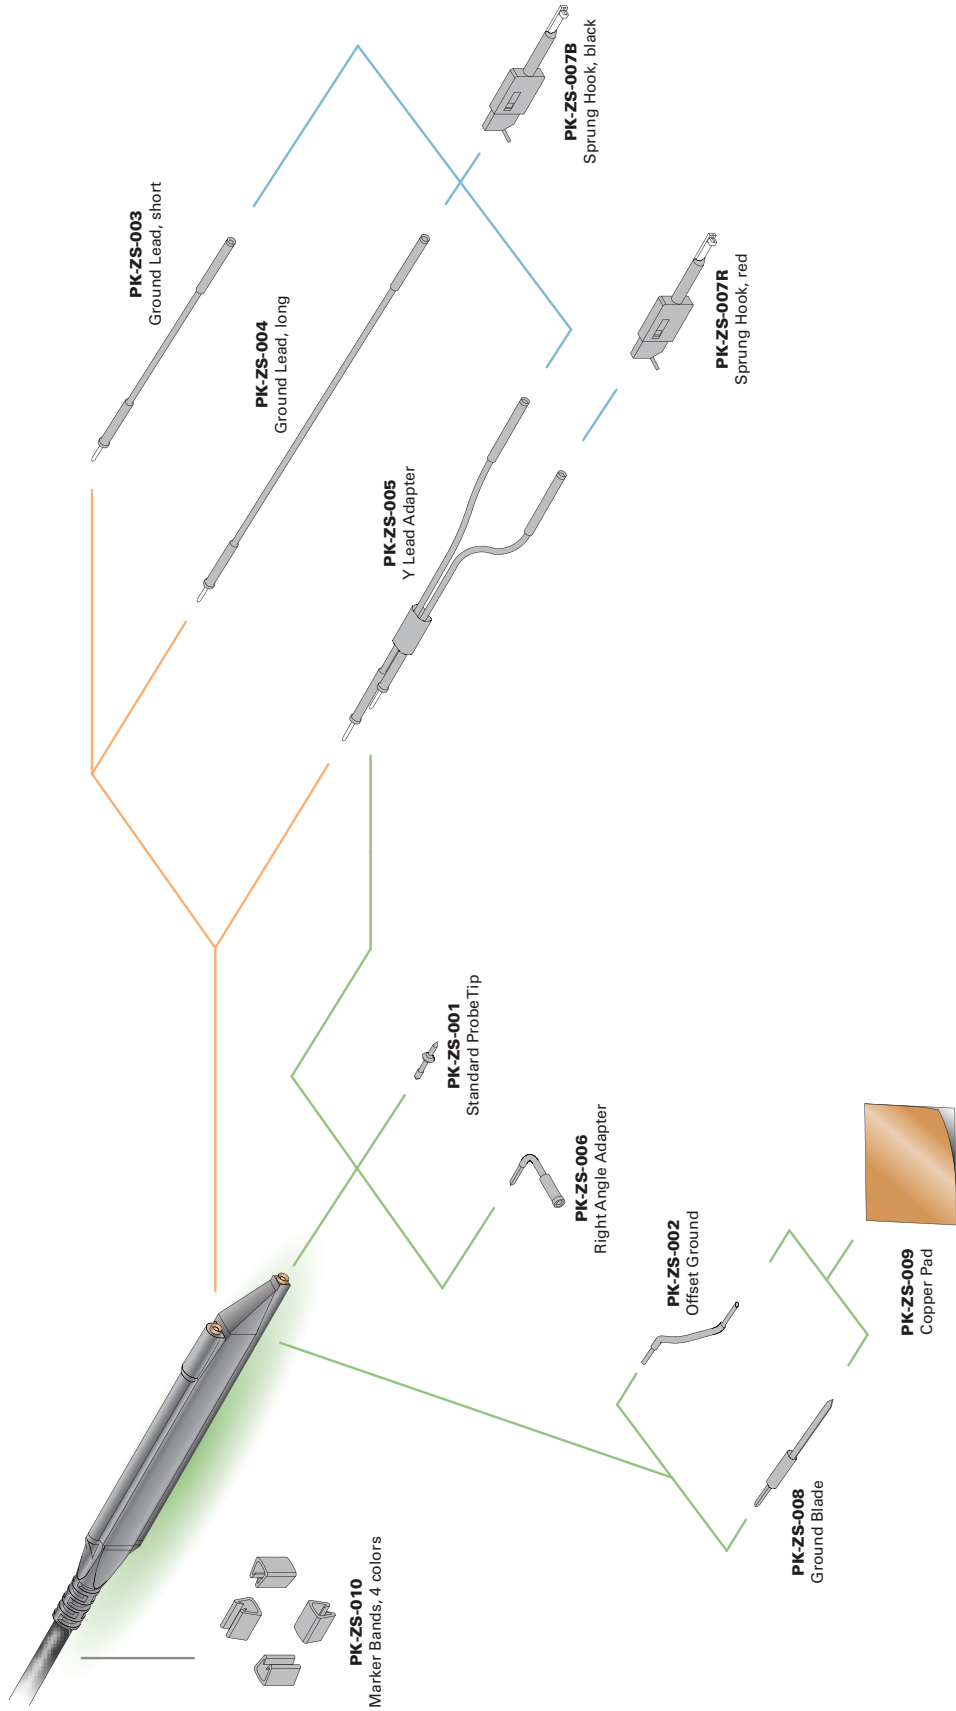 PK-ZS-003
Ground Lead, short
PK-ZS-004
Ground Lead, long
PK-ZS-005
Y Lead Adapter
PK-ZS-007B
Sprung Hook, black
PK-ZS-007R
Sprung Hook, red
PK-ZS-001
Standard Probe Tip
PK-ZS-006
Right Angle Adapter
PK-ZS-002
Offset Ground
PK-ZS-009
Copper Pad
PK-ZS-008
Ground Blade
PK-ZS-010
Marker Bands, 4 colors